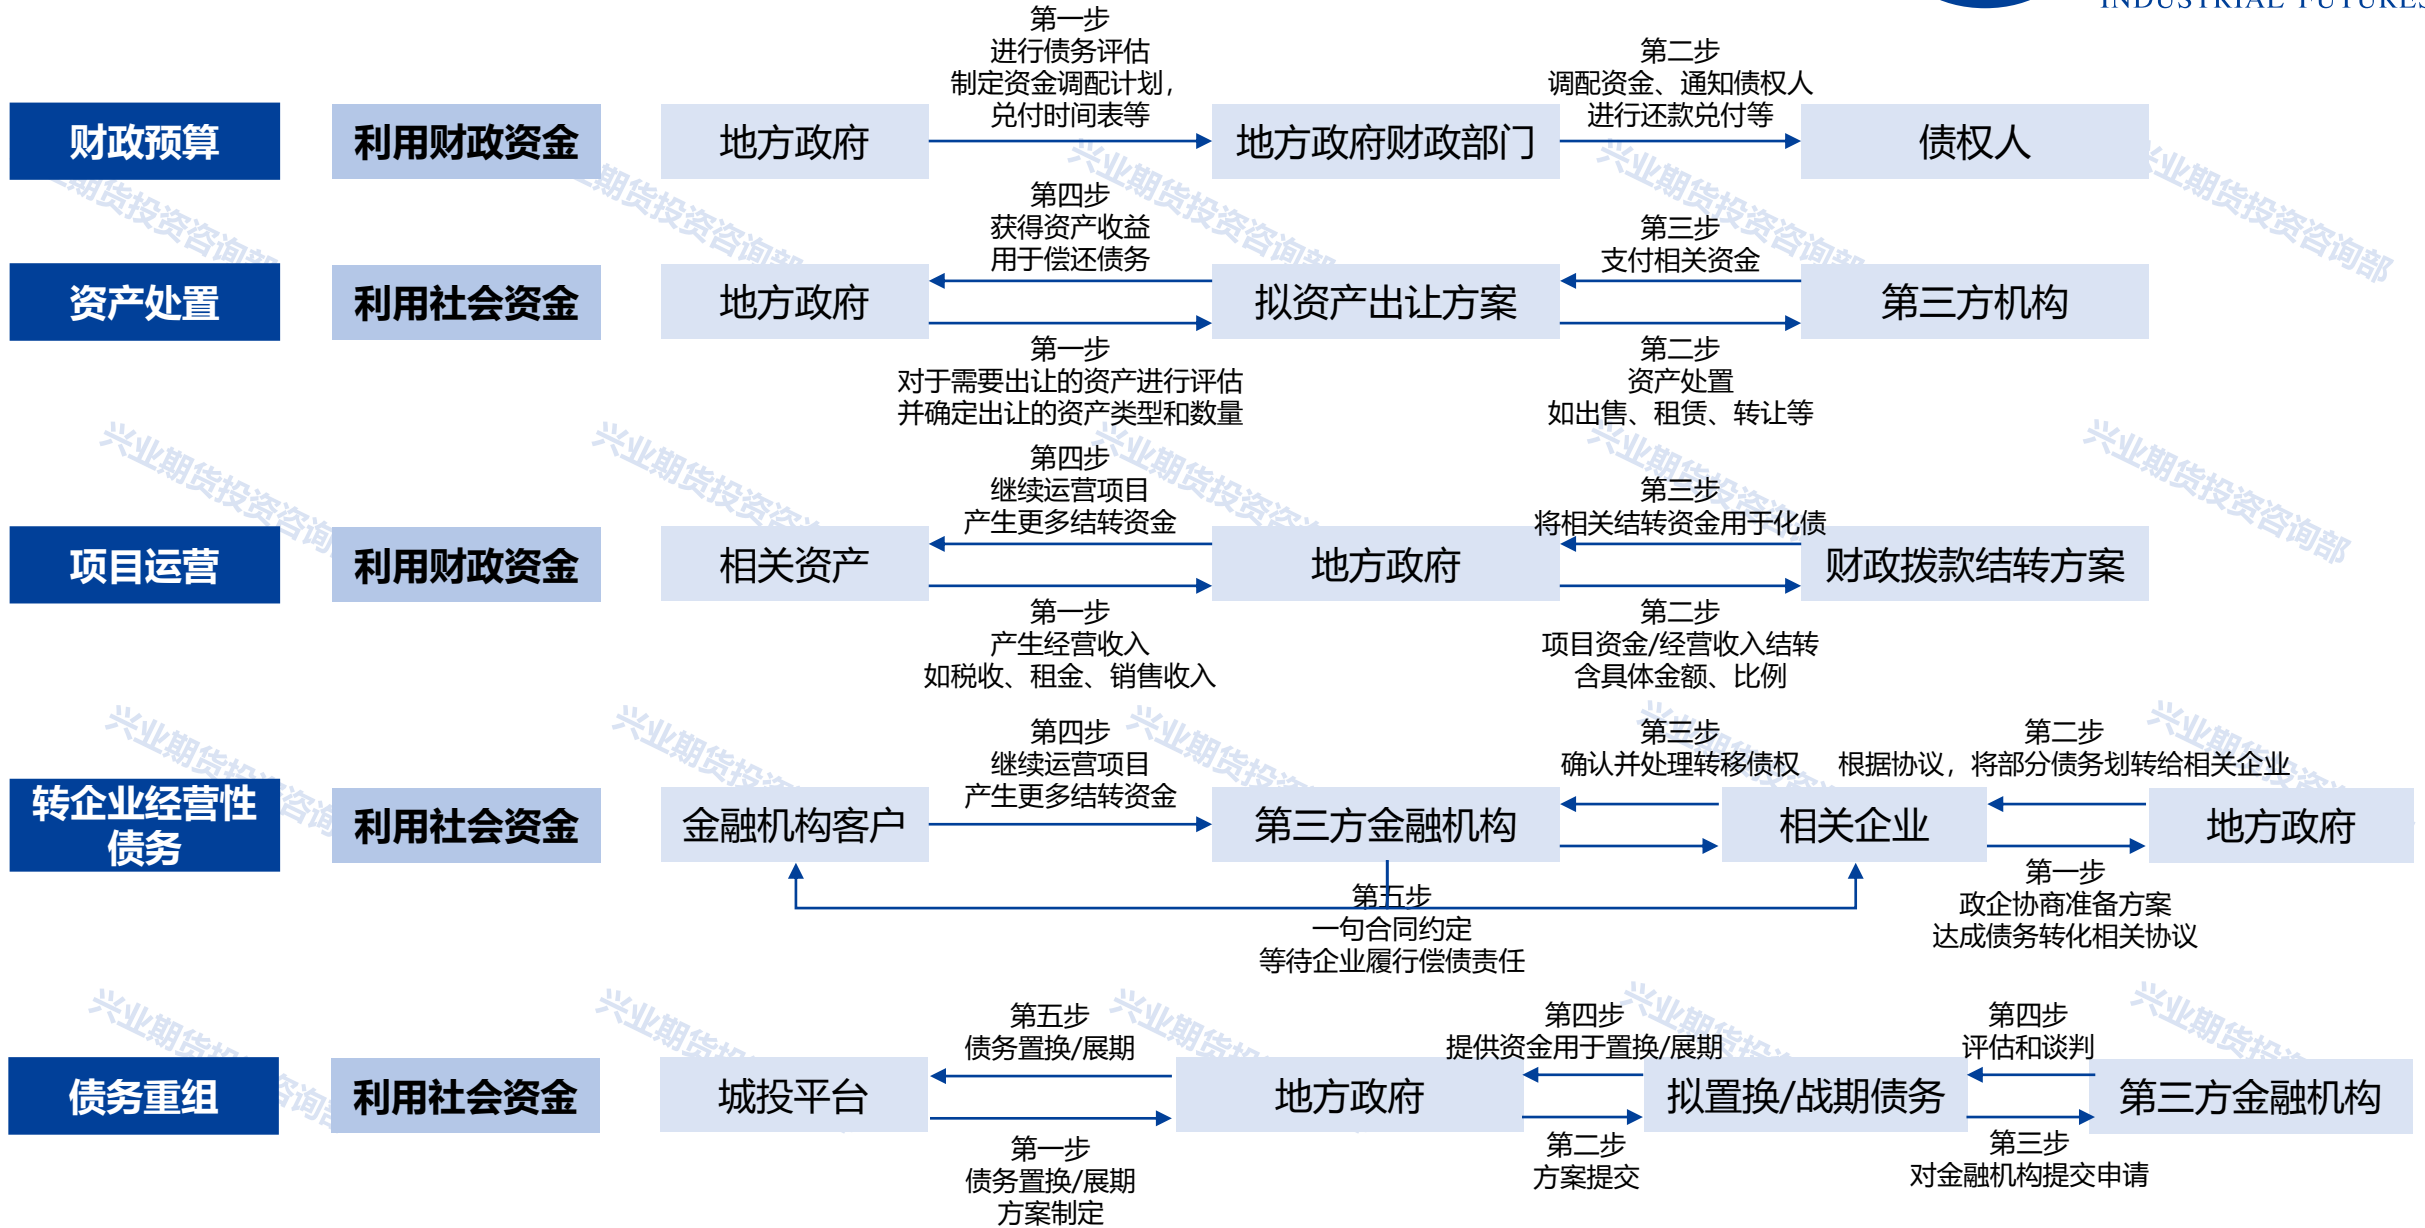 INDUSTRIAL FUTURES
第一步
进行债务评估
制定资金调配计划，
兑付时间表等
第二步
调配资金、通知债权人
进行还款兑付等
财政预算
利用财政资金
地方政府
地方政府财政部门
债权人
第四步
获得资产收益
用于偿还债务
第三步
支付相关资金
资产处置
利用社会资金
地方政府
拟资产出让方案
第三方机构
第一步
对于需要出让的资产进行评估
并确定出让的资产类型和数量
第二步
资产处置
如出售、租赁、转让等
第四步
继续运营项目
产生更多结转资金
第三步
将相关结转资金用于化债
项目运营
利用财政资金
相关资产
地方政府
财政拨款结转方案
第一步
产生经营收入
如税收、租金、销售收入
第二步
项目资金/经营收入结转
含具体金额、比例
第四步
继续运营项目
产生更多结转资金
第三步
确认并处理转移债权
第二步
根据协议，将部分债务划转给相关企业
转企业经营性
债务
利用社会资金
金融机构客户
第三方金融机构
相关企业
地方政府
第五步
一句合同约定
等待企业履行偿债责任
第一步
政企协商准备方案
达成债务转化相关协议
第五步
债务置换/展期
第四步
提供资金用于置换/展期
第四步
评估和谈判
债务重组
利用社会资金
城投平台
地方政府
拟置换/战期债务
第三方金融机构
第一步
债务置换/展期
方案制定
第二步
方案提交
第三步
对金融机构提交申请
兴业期货投资咨询部